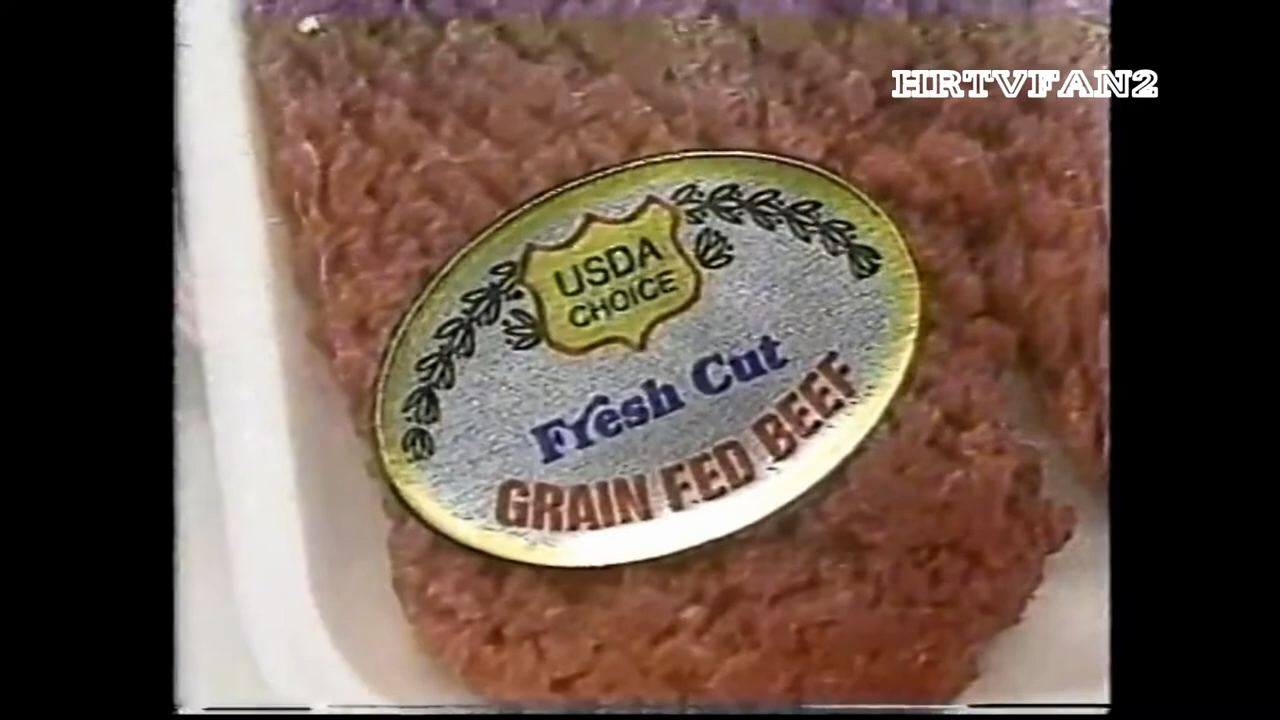 HRTVFAN2
USDA
CHOICE
Fresh Cut
GRAIN FED BEEF